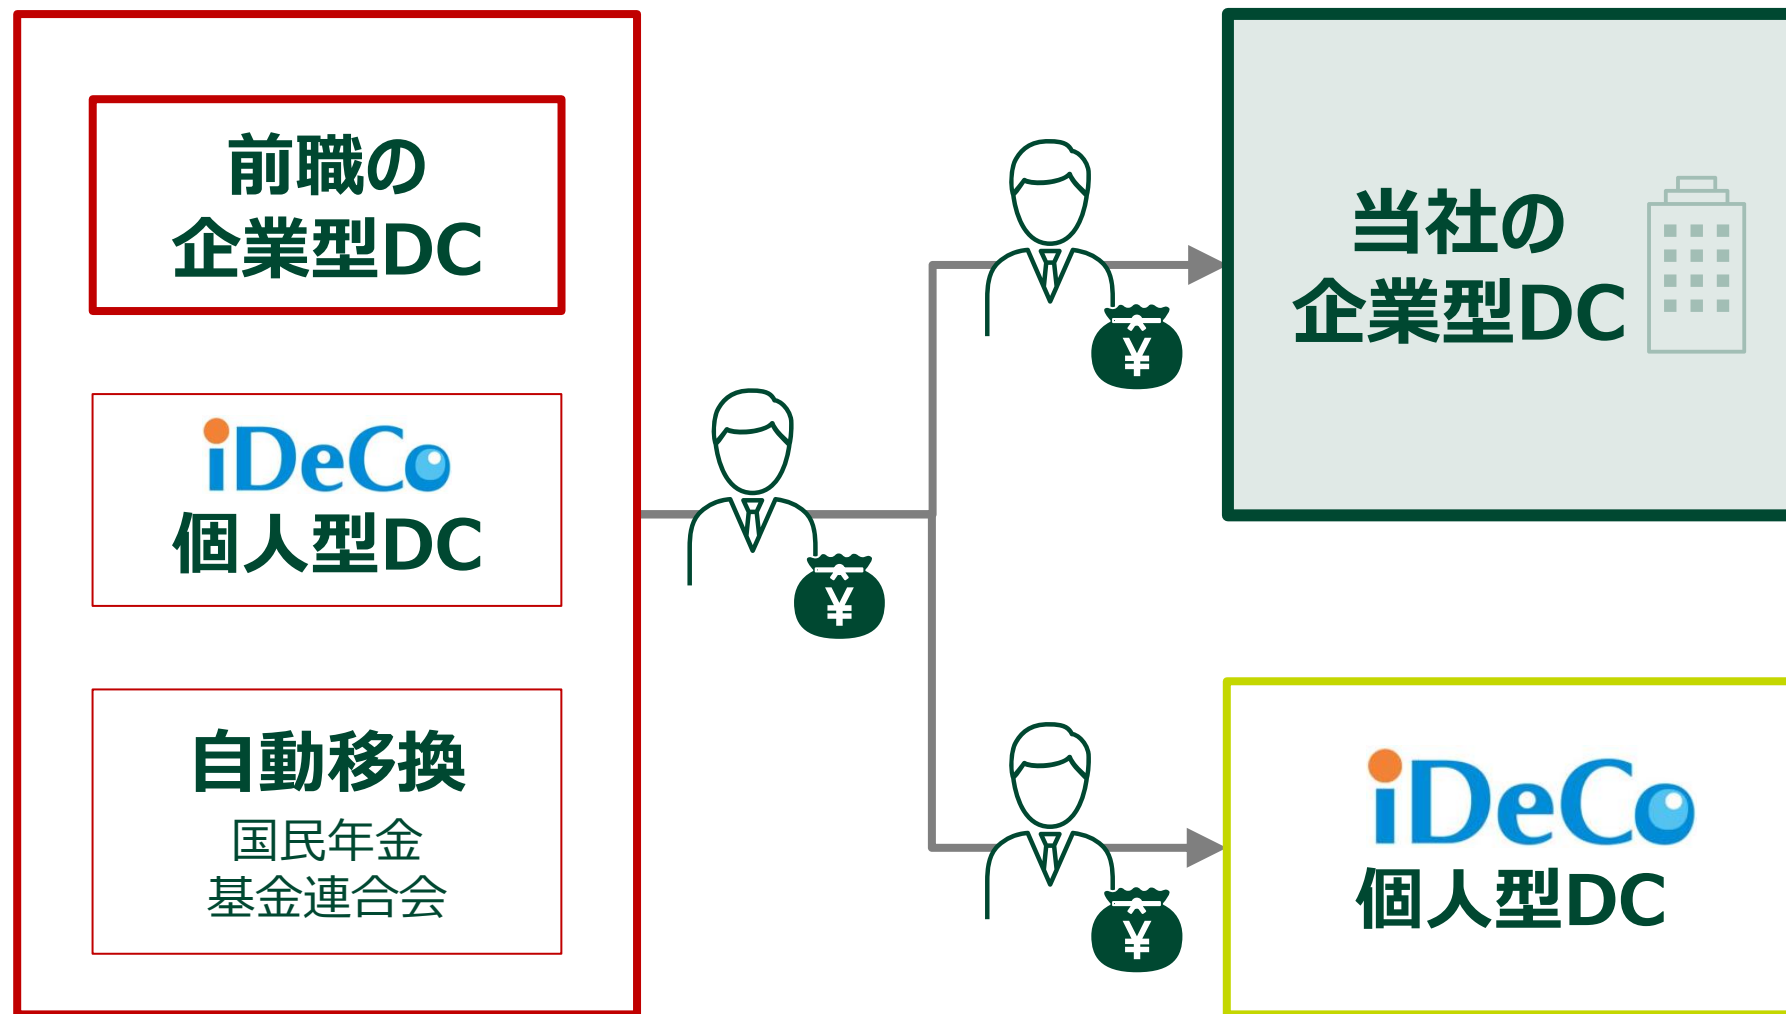 前職の
企業型DC
iDeCo
個人型DC
自動移換
国民年金
基金連合会
¥
¥
当社の
企業型DC
¥
iDeCo
個人型DC